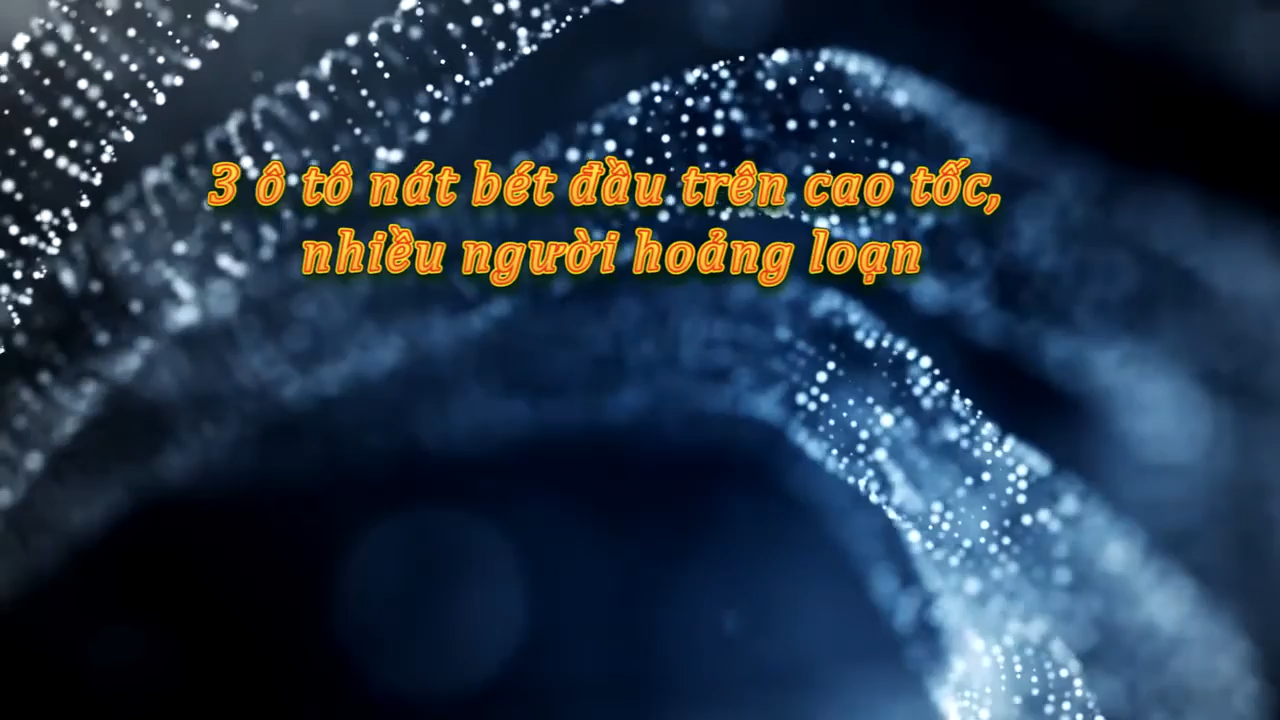 3 ô tô nát bét đầu trên cao tốc,
nhiều người hoảng loạn